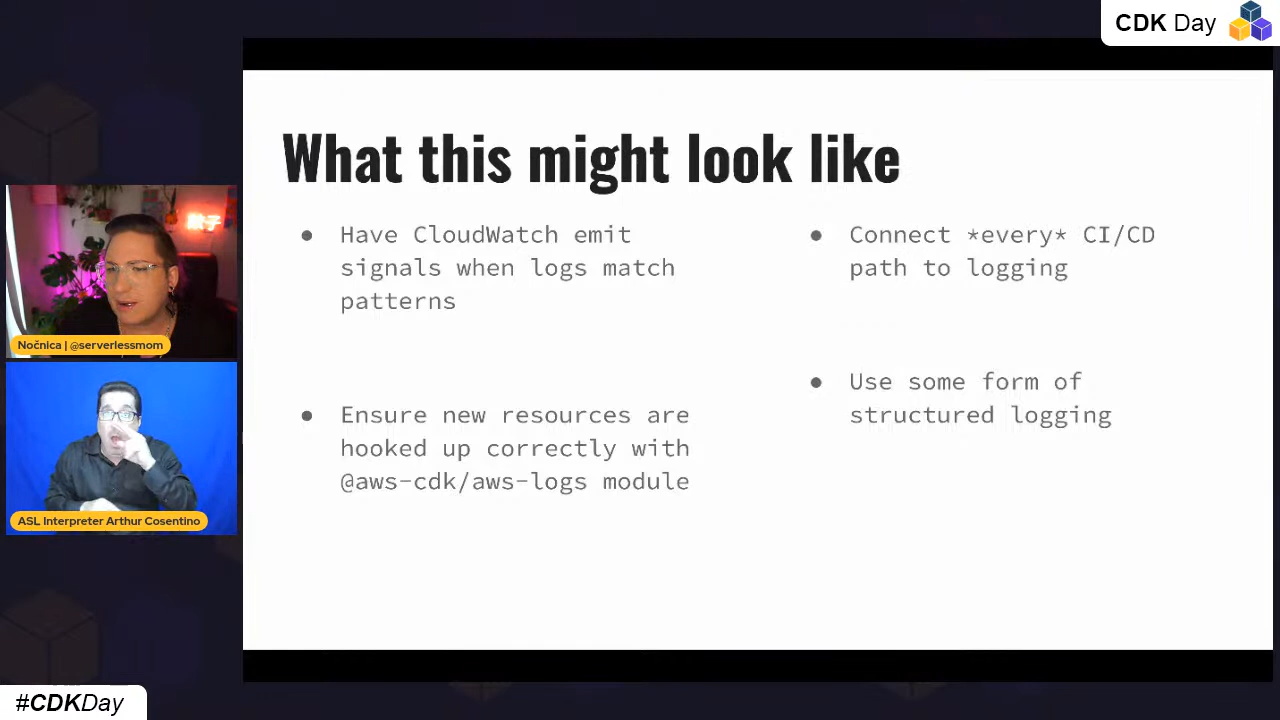 CDK Day
What this might look like
● Have CloudWatch emit
signals when logs match
patterns
● Ensure new resources are
hooked up correctly with
@aws-cdk/aws-logs module
● Connect *every* CI/CD
path to logging
● Use some form of
structured logging
Nočnica | @serverlessmom
ASL Interpreter Arthur Cosentino
#CDKDay